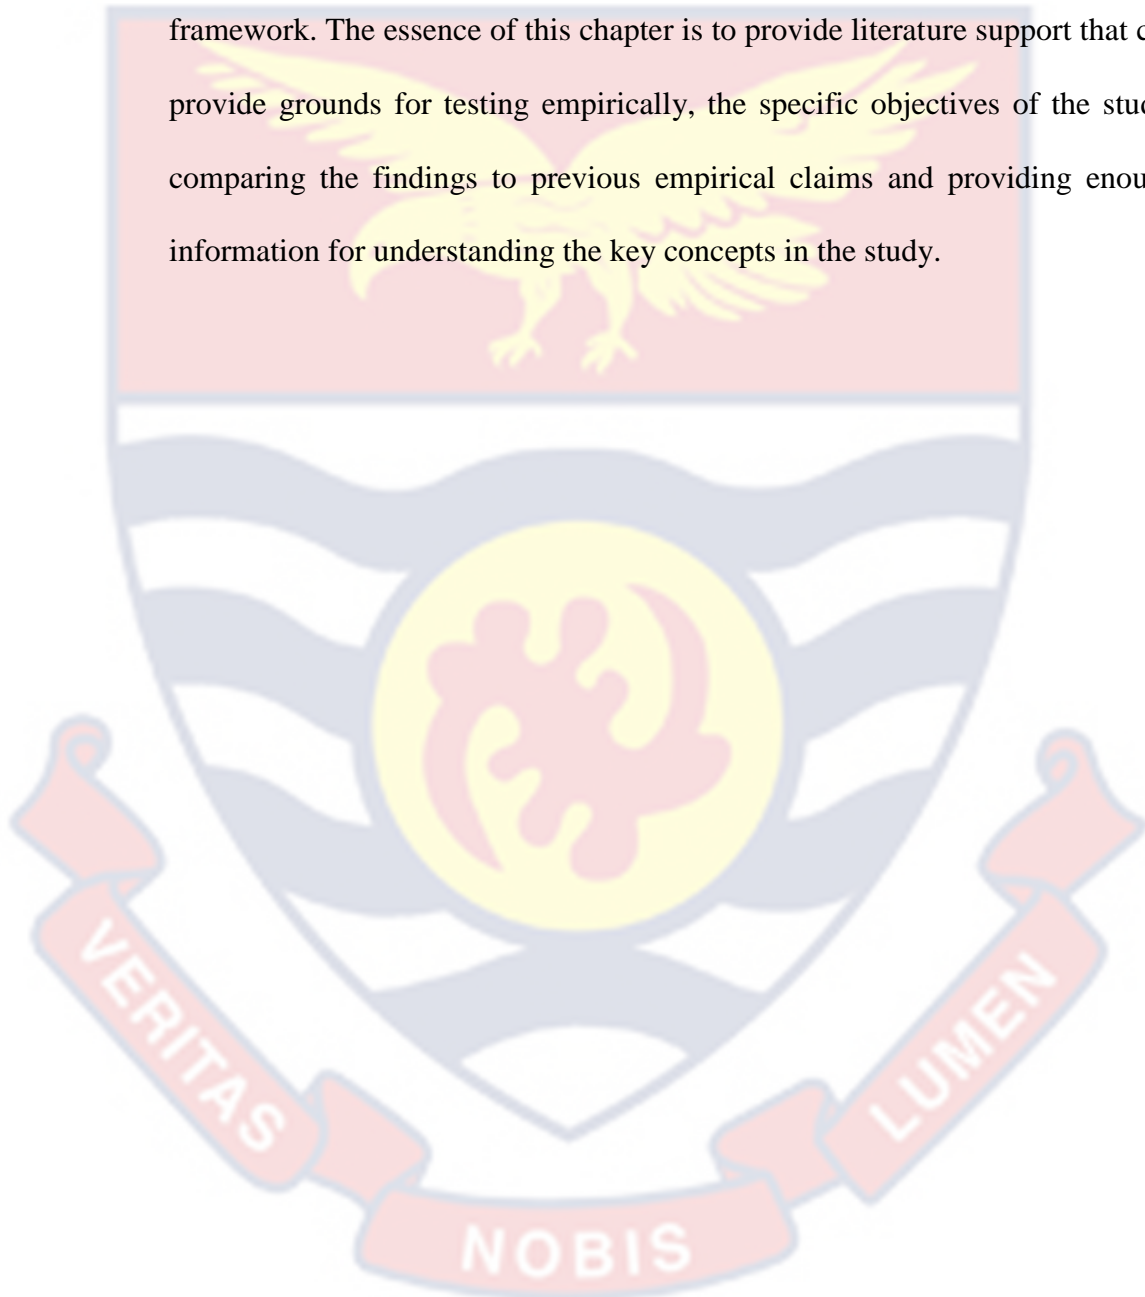 framework. The essence of this chapter is to provide literature support that c
provide grounds for testing empirically, the specific objectives of the stud
comparing the findings to previous empirical claims and providing enou
information for understanding the key concepts in the study.
VERITAS
NOBIS
LUMEN